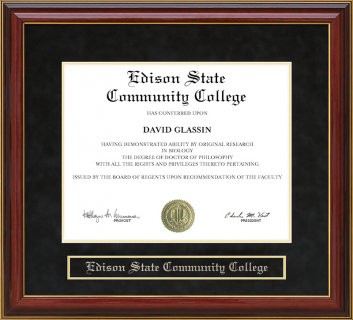 Edison State
Community College
HAS CONFERRED UPON
DAVID GLASSIN
HAVING DEMONSTRATED ABILITY BY ORIGINAL RESEARCH
IN BIOLOGY
THE DEGREE OF DOCTOR OF PHILOSOPHY
WITH ALL THE RIGHTS AND PRIVILEGES THERETO PERTAINING
ISSUED BY THE BOARD OF REGENTS UPON RECOMMENDATION OF THE FACULTY
PROVOST
PRESIDENT
Edison State Community College